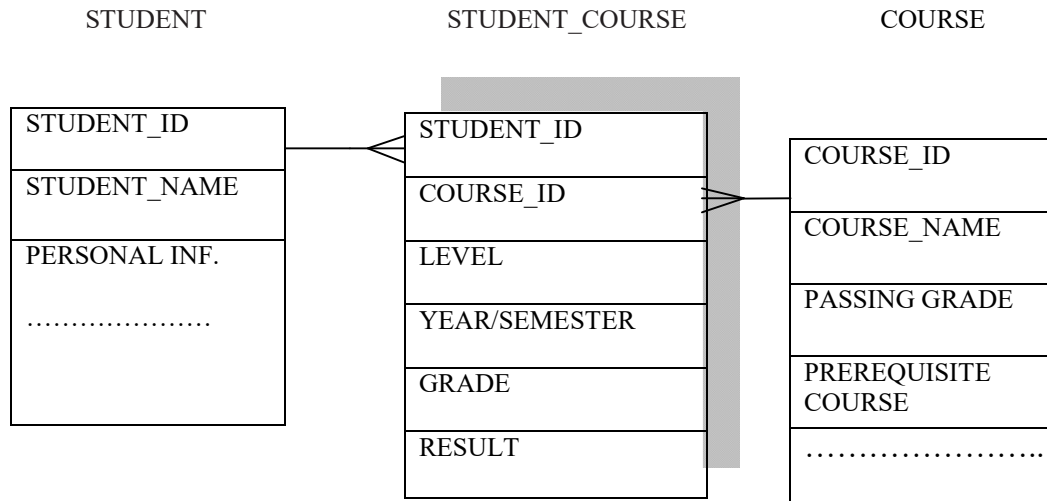 STUDENT
STUDENT_COURSE
COURSE
STUDENT_ID
STUDENT_NAME
PERSONAL INF.
…………………
STUDENT_ID
COURSE_ID
LEVEL
YEAR/SEMESTER
GRADE
RESULT
COURSE_ID
COURSE_NAME
PASSING GRADE
PREREQUISITE
COURSE
…………………..